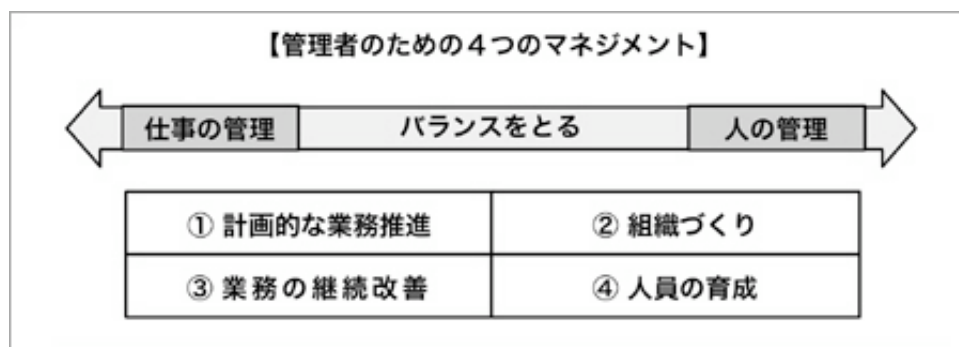 【管理者のための４つのマネジメント】
仕事の管理 バランスをとる 人の管理
① 計画的な業務推進 ② 組織づくり
③ 業務の継続改善 ④ 人員の育成